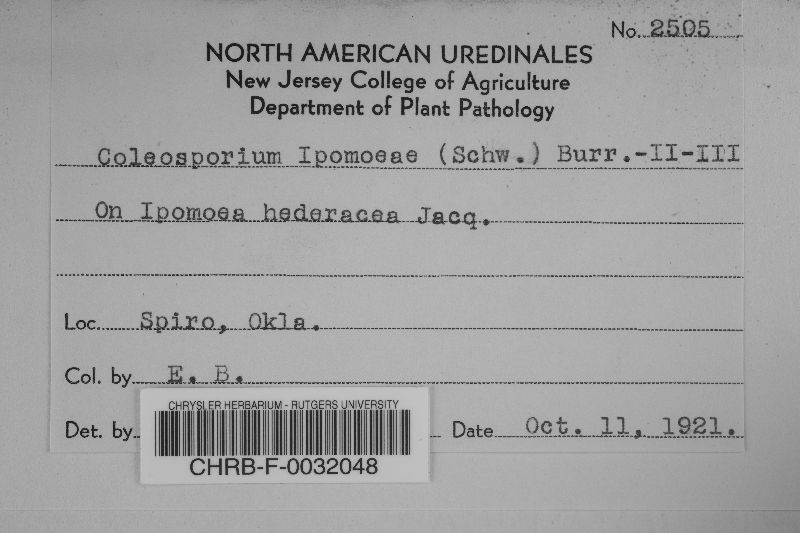 No. 2505
NORTH AMERICAN UREDINALES
New Jersey College of Agriculture
Department of Plant Pathology
Coleosporium Ipomoeae (Schw.) Burr.-II-III
On Ipomoea hederacea Jacq.
Loc. Spiro, Okla.
Col. by E. B.
Det. by
Date Oct. 11, 1921.
CHRYSLER HERBARIUM - RUTGERS UNIVERSITY
CHRB-F-0032048